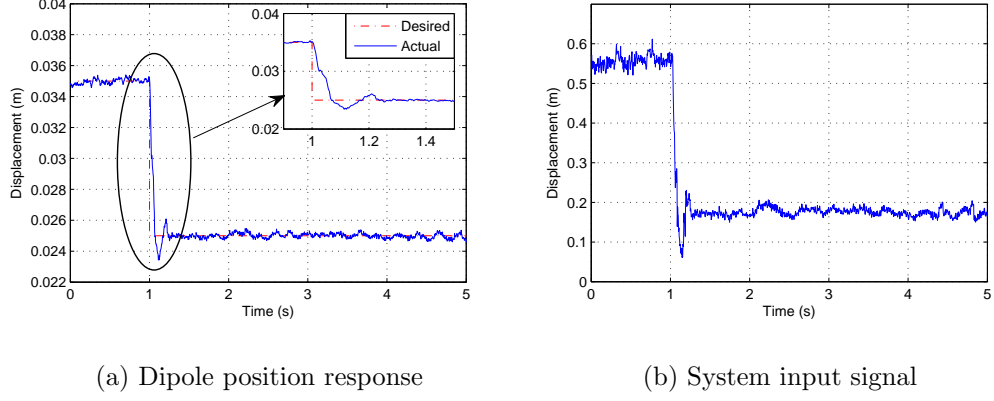 0.04
0.038
0.036
0.034
0.032
0.03
0.028
0.026
0.024
0.022
0 1 2 3 4 5
Displacement (m)
Time (s)
0.04
0.03
0.02
1 1.2 1.4
Desired
Actual
0.6
0.5
0.4
0.3
0.2
0.1
0
0 1 2 3 4 5
Displacement (m)
Time (s)
(a) Dipole position response
(b) System input signal